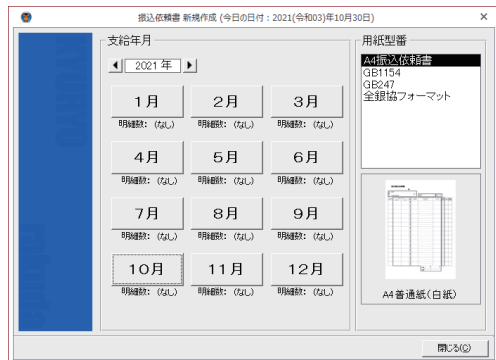 振込依頼書 新規作成 (今日の日付：2021(令和03)年10月30日)
支給年月
2021 年
1月 2月 3月
明細数： (なし) 明細数： (なし) 明細数： (なし)
4月 5月 6月
明細数： (なし) 明細数： (なし) 明細数： (なし)
7月 8月 9月
明細数： (なし) 明細数： (なし) 明細数： (なし)
10月 11月 12月
明細数： (なし) 明細数： (なし) 明細数： (なし)
用紙型番
A4振込依頼書
GB1154
GB247
全銀協フォーマット
A4普通紙(白紙)
閉じる(C)
KYURYO